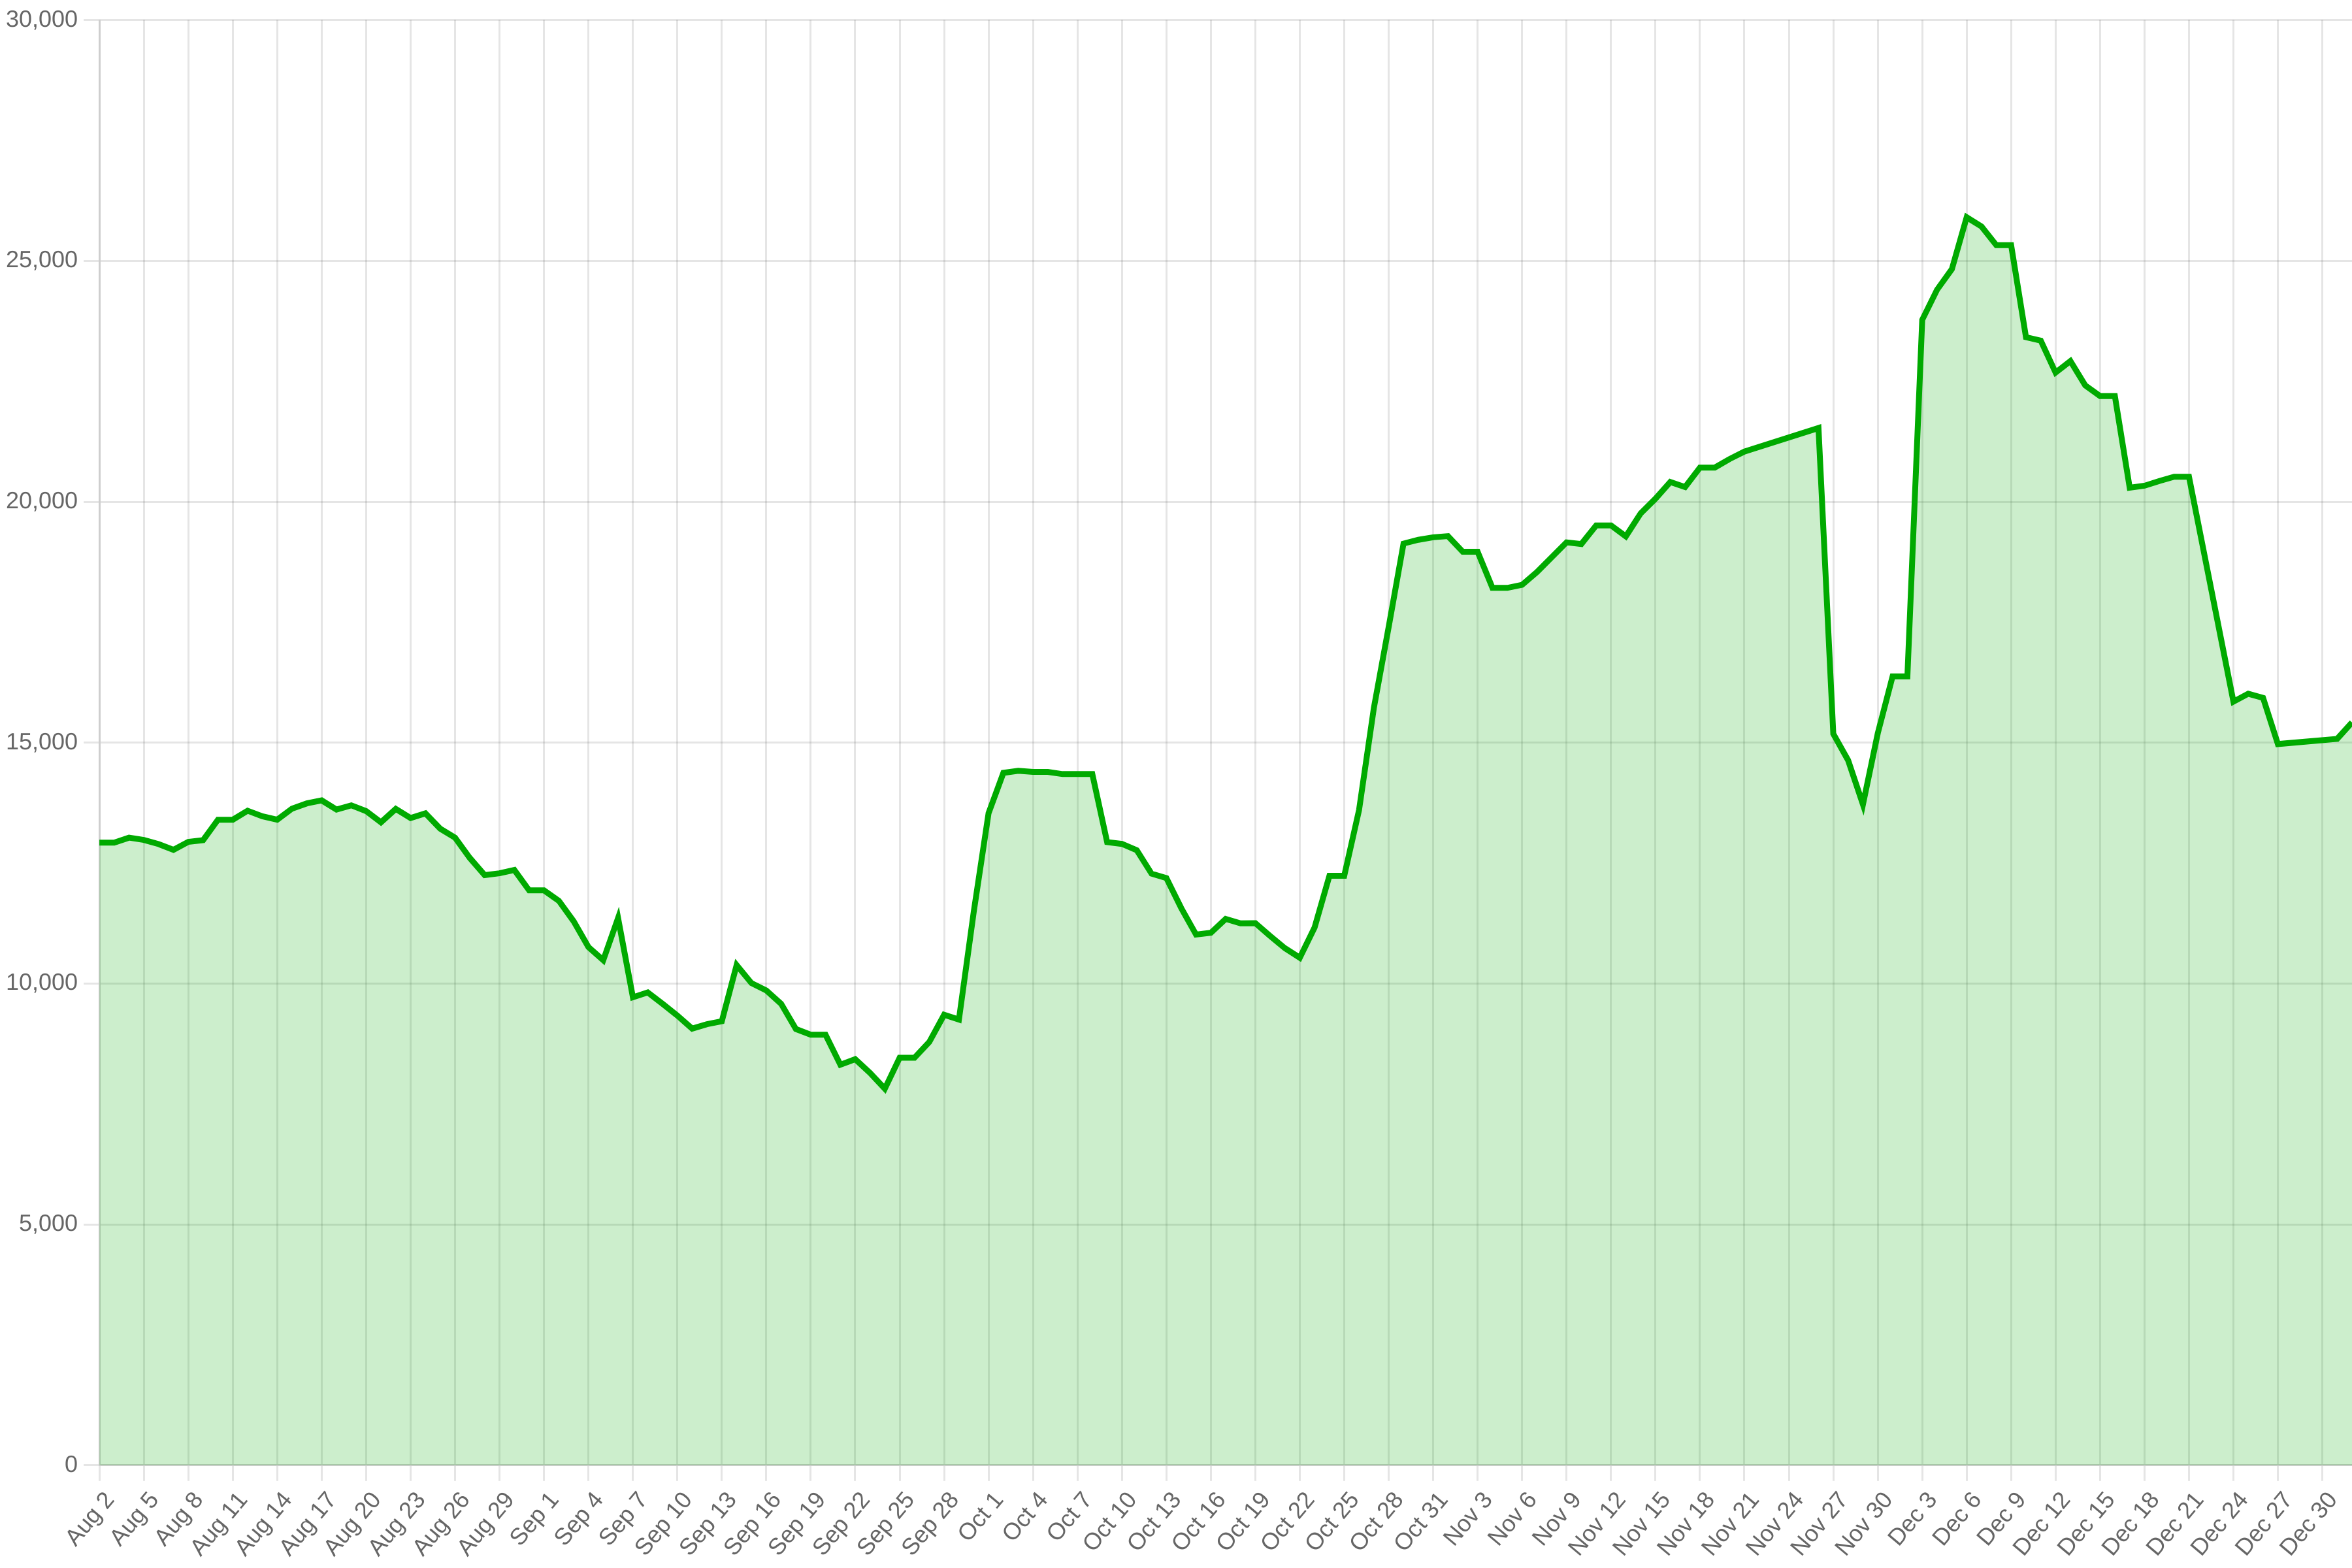 30,000
25,000
20,000
15,000
10,000
5,000
0
Aug 2
Aug 5
Aug 8
Aug 11
Aug 14
Aug 17
Aug 20
Aug 23
Aug 26
Aug 29
Sep 1
Sep 4
Sep 7
Sep 10
Sep 13
Sep 16
Sep 19
Sep 22
Sep 25
Sep 28
Oct 1
Oct 4
Oct 7
Oct 10
Oct 13
Oct 16
Oct 19
Oct 22
Oct 25
Oct 28
Oct 31
Nov 3
Nov 6
Nov 9
Nov 12
Nov 15
Nov 18
Nov 21
Nov 24
Nov 27
Nov 30
Dec 3
Dec 6
Dec 9
Dec 12
Dec 15
Dec 18
Dec 21
Dec 24
Dec 27
Dec 30